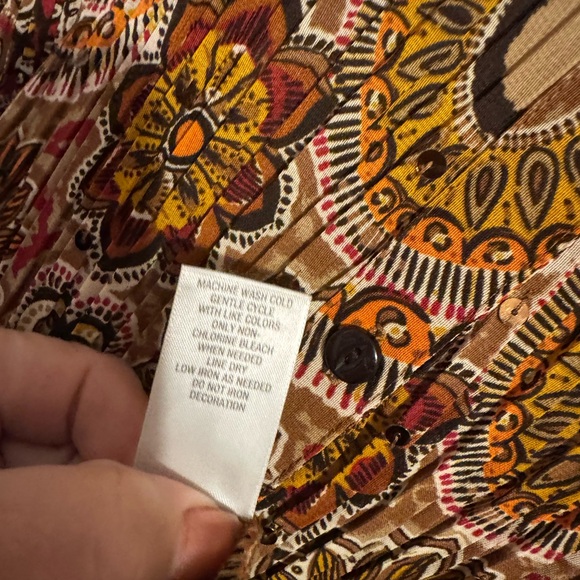 MACHINE WASH COLD
GENTLE CYCLE
WITH LIKE COLORS
ONLY NOW.
CHLORINE BLEACH
WHEN NEEDED
LINE DRY
LOW IRON AS NEEDED
DO NOT IRON
DECORATION